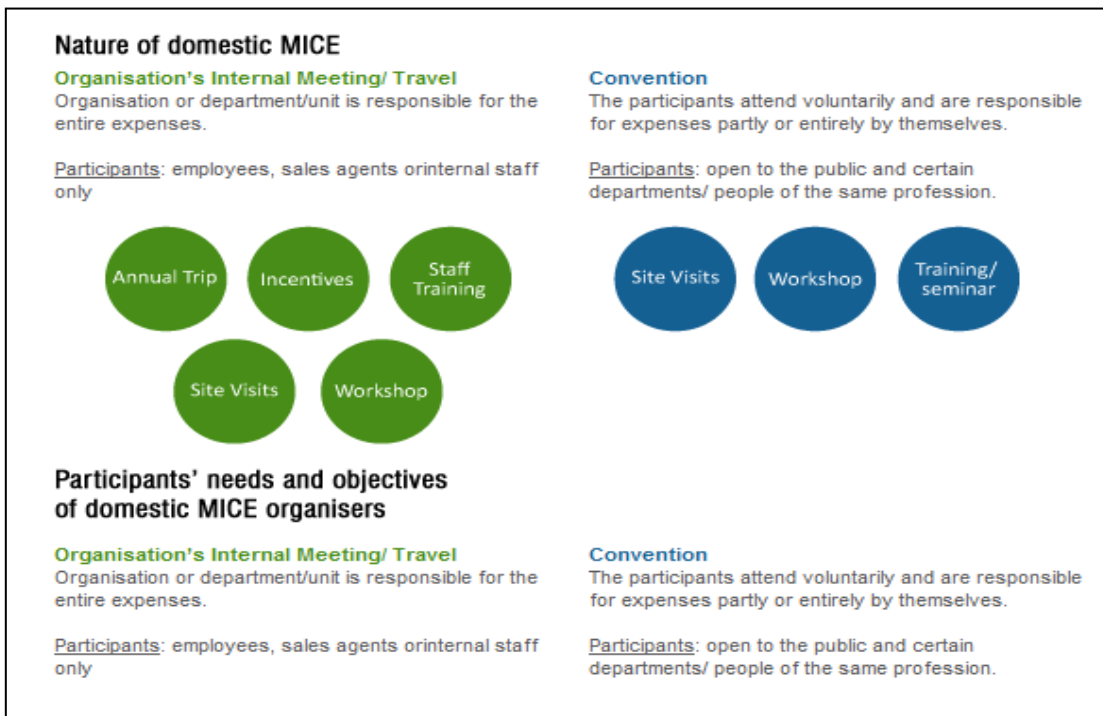 Nature of domestic MICE
Organisation's Internal Meeting/ Travel
Organisation or department/unit is responsible for the
entire expenses.
Participants: employees, sales agents orinternal staff
only
Annual Trip
Incentives
Staff
Training
Site Visits
Workshop
Convention
The participants attend voluntarily and are responsible
for expenses partly or entirely by themselves.
Participants: open to the public and certain
departments/ people of the same profession.
Site Visits
Workshop
Training/
seminar
Participants' needs and objectives
of domestic MICE organisers
Organisation's Internal Meeting/ Travel
Organisation or department/unit is responsible for the
entire expenses.
Participants: employees, sales agents orinternal staff
only
Convention
The participants attend voluntarily and are responsible
for expenses partly or entirely by themselves.
Participants: open to the public and certain
departments/ people of the same profession.